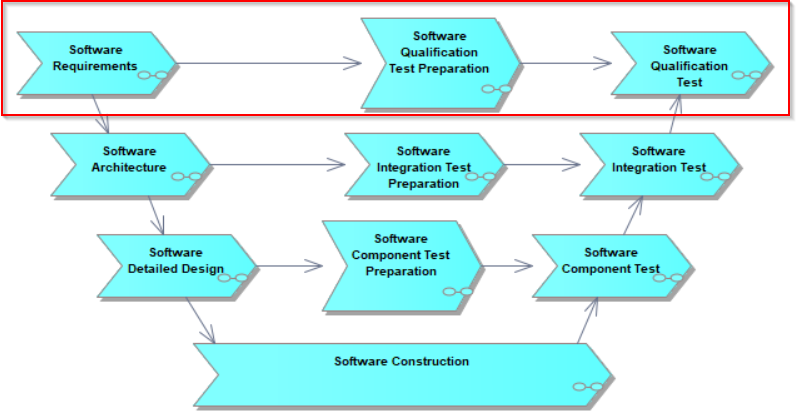 Software
Requirements
Software
Qualification
Test Preparation
Software
Qualification
Test
Software
Architecture
Software
Integration Test
Preparation
Software
Integration Test
Software
Detailed Design
Software
Component Test
Preparation
Software
Component Test
Software Construction